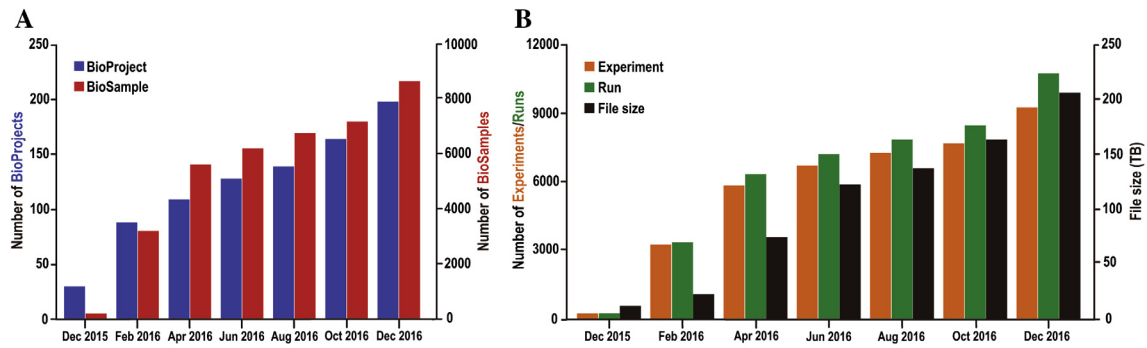 A
B
250
200
150
100
50
0
Number of BioProjects
BioProject
BioSample
10000
8000
6000
4000
2000
0
Number of BioSamples
Dec 2015 Feb 2016 Apr 2016 Jun 2016 Aug 2016 Oct 2016 Dec 2016
12000
9000
6000
3000
0
Number of Experiments/Runs
Experiment
Run
File size
250
200
150
100
50
0
File size (TB)
Dec 2015 Feb 2016 Apr 2016 Jun 2016 Aug 2016 Oct 2016 Dec 2016